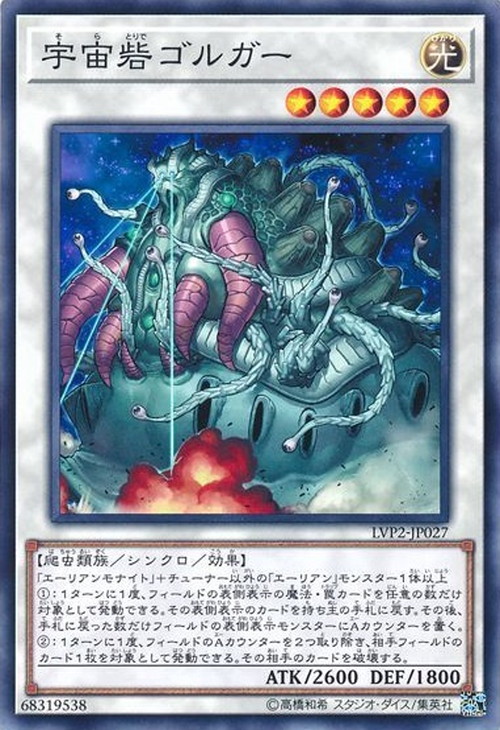 宇宙砦ゴルガー
光
LVP2-JP027
【爬虫類族／シンクロ／効果】
「エーリアンモナイト」+チューナー以外の「エーリアン」モンスター1体以上
①：1ターンに1度、フィールドの表側表示の魔法・罠カードを任意の数だけ
対象として発動できる。その表側表示のカードを持ち主の手札に戻す。その後、
手札に戻った数だけフィールドの表側表示モンスターにAカウンターを置く。
②：1ターンに1度、フィールドのAカウンターを2つ取り除き、相手フィールドの
カード1枚を対象として発動できる。その相手のカードを破壊する。
ATK/2600 DEF/1800
68319538
©高橋和希 スタジオ・ダイス/集英社